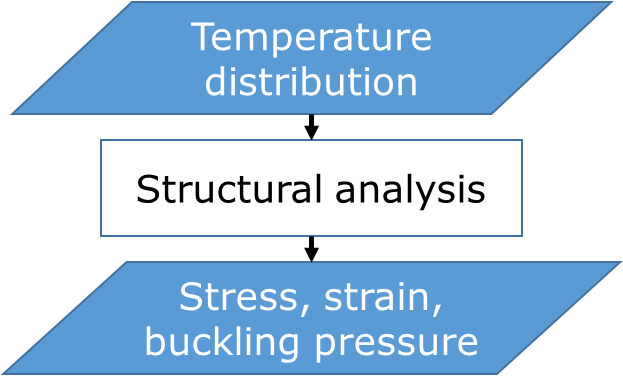 Temperature
distribution
Structural analysis
Stress, strain,
buckling pressure